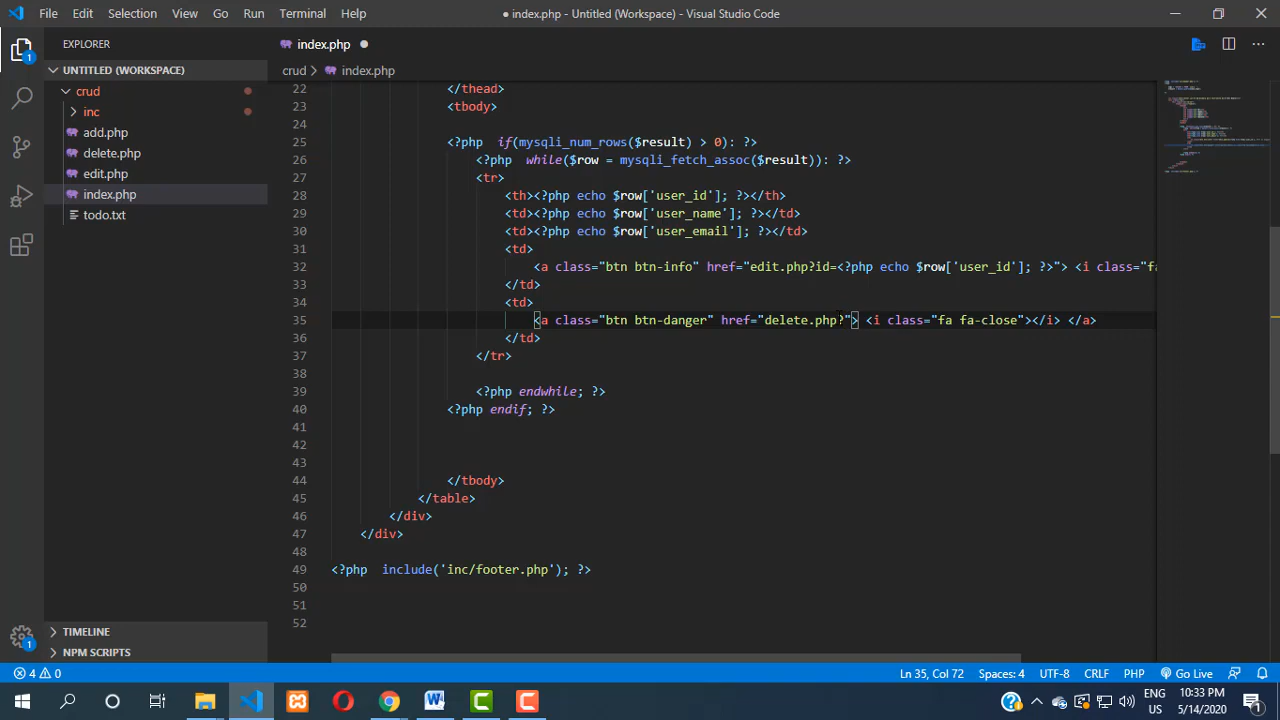 File Edit Selection View Go Run Terminal Help
● index.php - Untitled (Workspace) - Visual Studio Code
EXPLORER
index.php ●
UNTITLED (WORKSPACE)
crud > index.php
crud
inc
add.php
delete.php
edit.php
index.php
todo.txt
22 </thead>
23 <tbody>
24
25 <?php if(mysqli_num_rows($result) > 0): ?>
26 <?php while($row = mysqli_fetch_assoc($result)): ?>
27 <tr>
28 <th><?php echo $row['user_id']; ?></th>
29 <td><?php echo $row['user_name']; ?></td>
30 <td><?php echo $row['user_email']; ?></td>
31 <td>
32 <a class="btn btn-info" href="edit.php?id=<?php echo $row['user_id']; ?>"> <i class="fa
33 </td>
34 <td>
35 <a class="btn btn-danger" href="delete.php?"> <i class="fa fa-close"></i> </a>
36 </td>
37 </tr>
38
39 <?php endwhile; ?>
40 <?php endif; ?>
41
42
43
44 </tbody>
45 </table>
46 </div>
47 </div>
48
49 <?php include('inc/footer.php'); ?>
50
51
52
TIMELINE
NPM SCRIPTS
1
1
4 0
Ln 35, Col 72 Spaces: 4 UTF-8 CRLF PHP Go Live
ENG
US
10:33 PM
5/14/2020
1